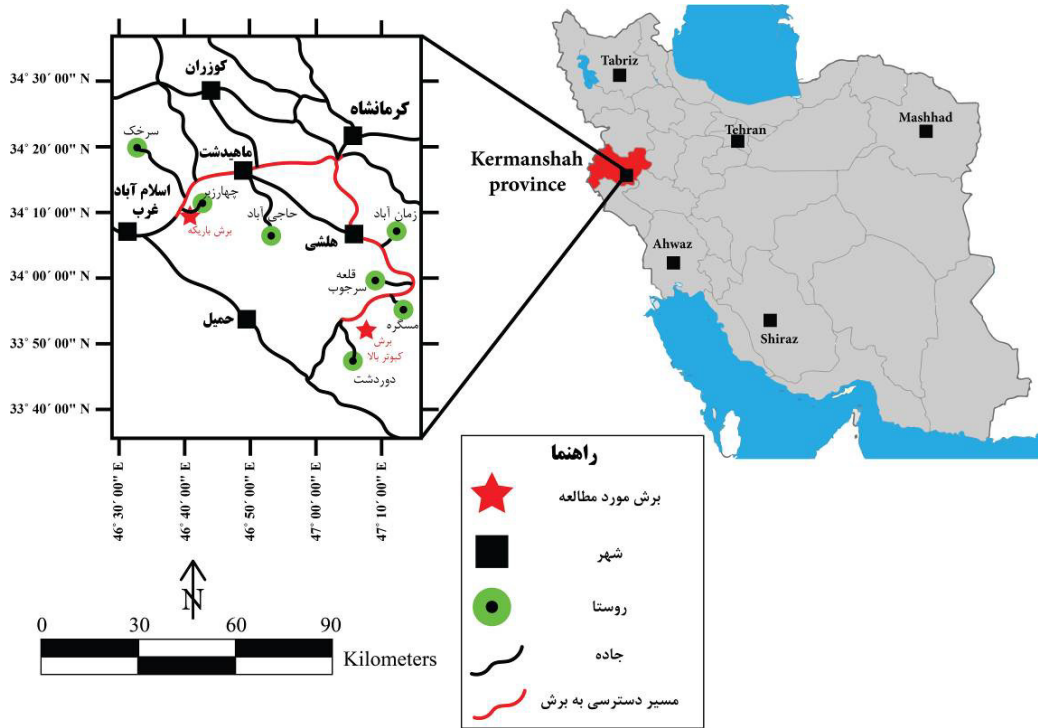 34° 30′ 00″ N
34° 20′ 00″ N
34° 10′ 00″ N
34° 00′ 00″ N
33° 50′ 00″ N
33° 40′ 00″ N
46° 30′ 00″ E
46° 40′ 00″ E
46° 50′ 00″ E
47° 00′ 00″ E
47° 10′ 00″ E
کوزران
کرمانشاه
سرخک
ماهیدشت
اسلام آباد
غرب
چهارزبر
برش باریکه
حاجی آباد
زمان آباد
هلشی
قلعه
سرجوب
مسگره
حمیل
برش
کبوتر بالا
دوردشت
Tabriz
Tehran
Mashhad
Kermanshah
province
Ahwaz
Shiraz
راهنما
برش مورد مطالعه
شهر
روستا
جاده
مسیر دسترسی به برش
N
0 30 60 90
Kilometers